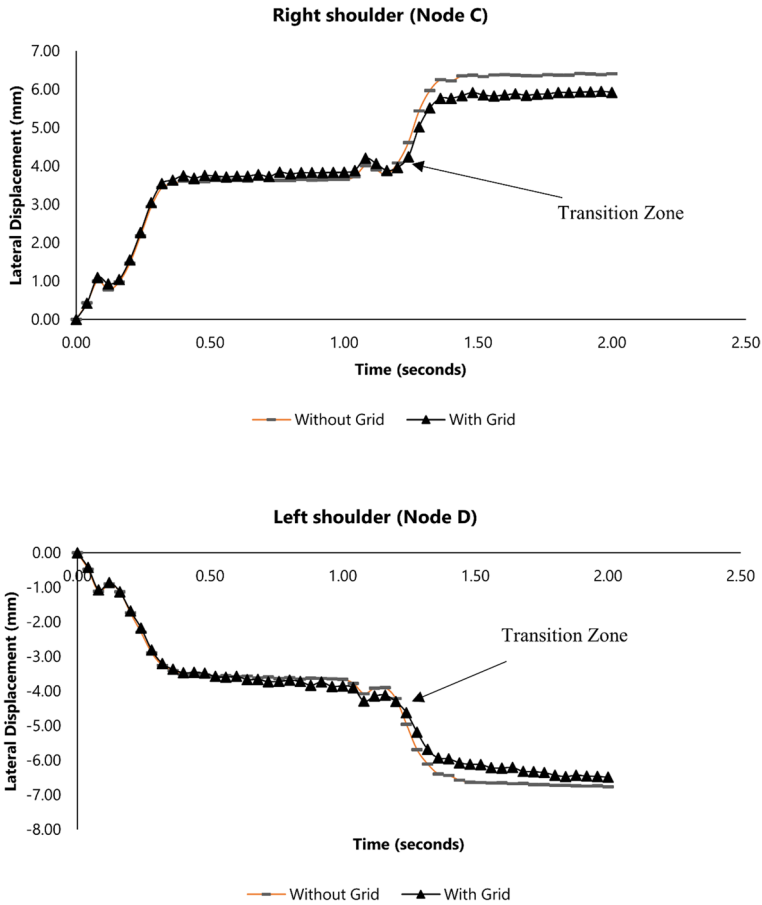 Right shoulder (Node C)
7.00
6.00
5.00
4.00
3.00
2.00
1.00
0.00
Lateral Displacement (mm)
Transition Zone
0.00 0.50 1.00 1.50 2.00 2.50
Time (seconds)
Without Grid With Grid
Left shoulder (Node D)
0.00
-1.00
-2.00
-3.00
-4.00
-5.00
-6.00
-7.00
-8.00
Lateral Displacement (mm)
0.00 0.50 1.00 1.50 2.00 2.50
Transition Zone
Time (seconds)
Without Grid With Grid